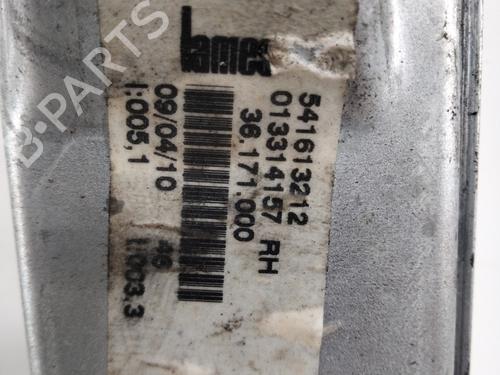 Lames
541613212
013314157 RH
36.171.000
09/04/10 46
I:005,1 I:003,3
B-PARTS